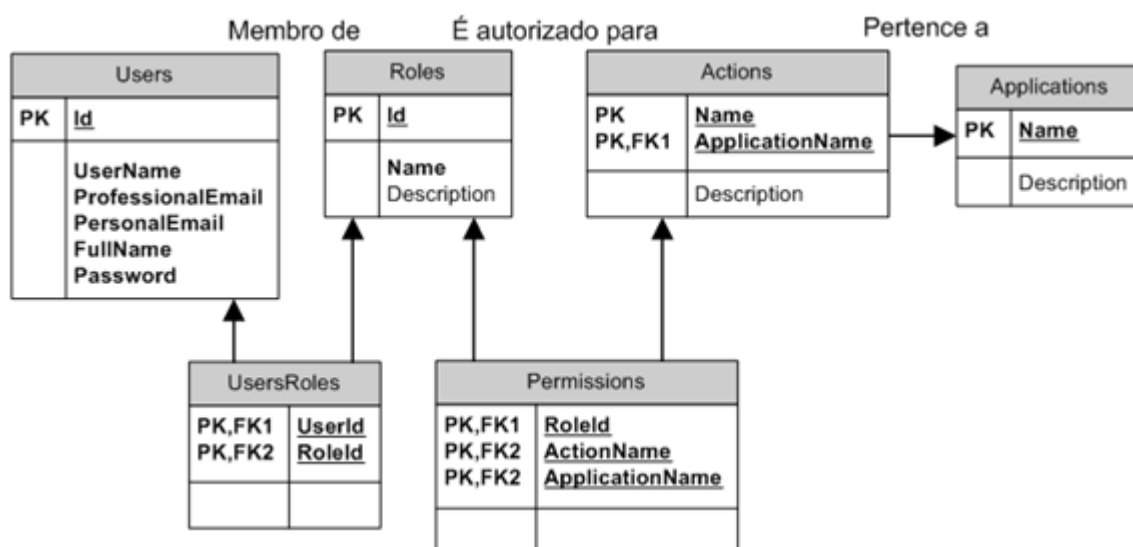 Membro de
É autorizado para
Pertence a
Users
PK Id
UserName
ProfessionalEmail
PersonalEmail
FullName
Password
Roles
PK Id
Name
Description
Actions
PK Name
PK,FK1 ApplicationName
Description
Applications
PK Name
Description
UsersRoles
PK,FK1 UserId
PK,FK2 RoleId
Permissions
PK,FK1 RoleId
PK,FK2 ActionName
PK,FK2 ApplicationName